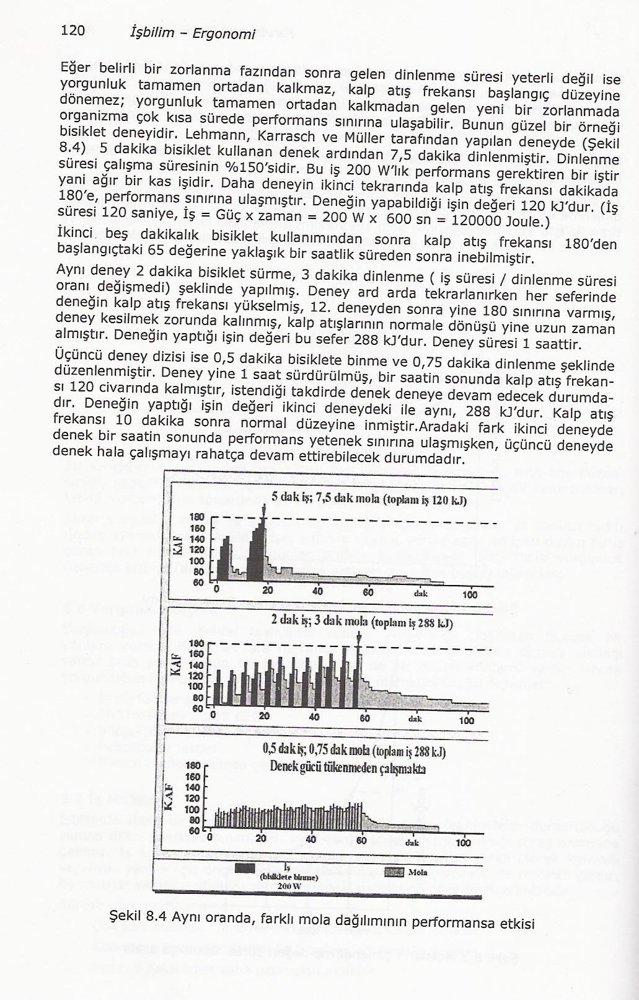 120 İşbilim – Ergonomi
Eğer belirli bir zorlanma fazından sonra gelen dinlenme süresi yeterli değil ise
yorgunluk tamamen ortadan kalkmaz, kalp atış frekansı başlangıç düzeyine
dönemez; yorgunluk tamamen ortadan kalkmadan gelen yeni bir zorlanmada
organizma çok kısa sürede performans sınırına ulaşabilir. Bunun güzel bir örneği
bisiklet deneyidir. Lehmann, Karrasch ve Müller tarafından yapılan deneyde (Şekil
8.4) 5 dakika bisiklet kullanan denek ardından 7,5 dakika dinlenmiştir. Dinlenme
süresi çalışma süresinin %150'sidir. Bu iş 200 W'lık performans gerektiren bir iştir
yani ağır bir kas işidir. Daha deneyin ikinci tekrarında kalp atış frekansı dakikada
180'e, performans sınırına ulaşmıştır. Deneğin yapabildiği işin değeri 120 kJ'dur. (İş
süresi 120 saniye, İş = Güç x zaman = 200 W x 600 sn = 120000 Joule.)
İkinci beş dakikalık bisiklet kullanımından sonra kalp atış frekansı 180'den
başlangıçtaki 65 değerine yaklaşık bir saatlik süreden sonra inebilmiştir.
Aynı deney 2 dakika bisiklet sürme, 3 dakika dinlenme ( iş süresi / dinlenme süresi
oranı değişmedi) şeklinde yapılmış. Deney ard arda tekrarlanırken her seferinde
deneğin kalp atış frekansı yükselmiş, 12. deneyden sonra yine 180 sınırına varmış,
deney kesilmek zorunda kalınmış, kalp atışlarının normale dönüşü yine uzun zaman
almıştır. Deneğin yaptığı işin değeri bu sefer 288 kJ'dur. Deney süresi 1 saattir.
Üçüncü deney dizisi ise 0,5 dakika bisiklete binme ve 0,75 dakika dinlenme şeklinde
düzenlenmiştir. Deney yine 1 saat sürdürülmüş, bir saatin sonunda kalp atış frekan-
sı 120 civarında kalmıştır, istendiği takdirde denek deneye devam edecek durumda-
dır. Deneğin yaptığı işin değeri ikinci deneydeki ile aynı, 288 kJ'dur. Kalp atış
frekansı 10 dakika sonra normal düzeyine inmiştir.Aradaki fark ikinci deneyde
denek bir saatin sonunda performans yetenek sınırına ulaşmışken, üçüncü deneyde
denek hala çalışmayı rahatça devam ettirebilecek durumdadır.
5 dak iş; 7,5 dak mola (toplam iş 120 kJ)
KAF
180
160
140
120
100
80
60
0 20 40 60 dak 100
2 dak iş; 3 dak mola (toplam iş 288 kJ)
KAF
180
160
140
120
100
80
60
0 20 40 60 dak 100
0,5 dak iş; 0,75 dak mola (toplam iş 288 kJ)
Denek gücü tükenmeden çalışmakta
KAF
180
160
140
120
100
80
60
0 20 40 60 dak 100
İş
(bisiklete binme)
200 W
Mola
Şekil 8.4 Aynı oranda, farklı mola dağılımının performansa etkisi